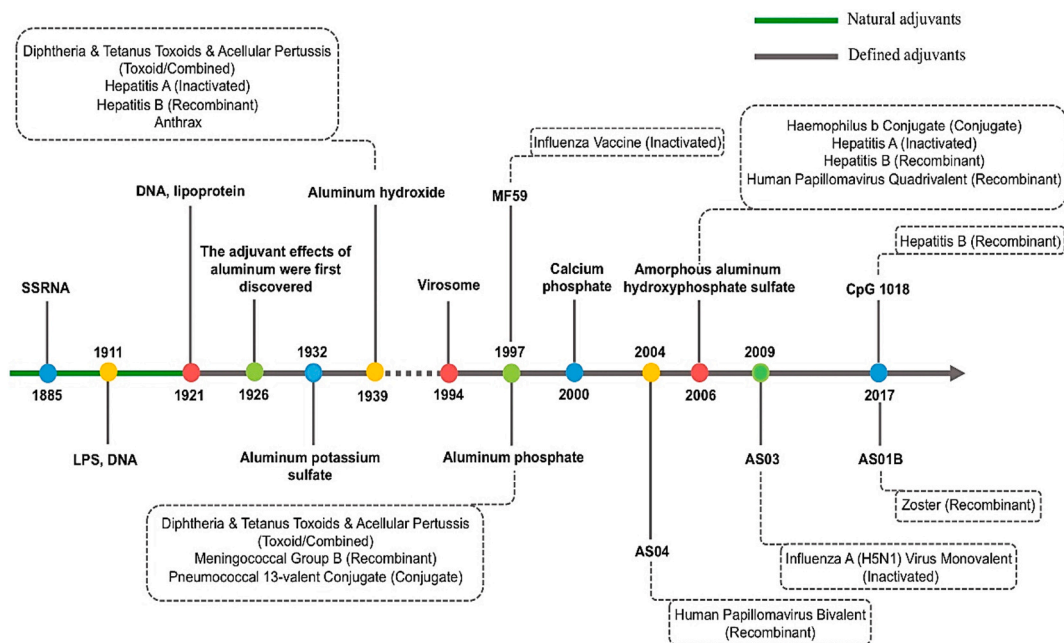 Natural adjuvants
Defined adjuvants
Diphtheria & Tetanus Toxoids & Acellular Pertussis
(Toxoid/Combined)
Hepatitis A (Inactivated)
Hepatitis B (Recombinant)
Anthrax
Influenza Vaccine (Inactivated)
Haemophilus b Conjugate (Conjugate)
Hepatitis A (Inactivated)
Hepatitis B (Recombinant)
Human Papillomavirus Quadrivalent (Recombinant)
Hepatitis B (Recombinant)
DNA, lipoprotein
Aluminum hydroxide
MF59
The adjuvant effects of
aluminum were first
discovered
SSRNA
Virosome
Calcium
phosphate
Amorphous aluminum
hydroxyphosphate sulfate
CpG 1018
1911
1932
1997
2004
2009
1885
1921
1926
1939
1994
2000
2006
2017
LPS, DNA
Aluminum potassium
sulfate
Aluminum phosphate
AS03
AS01B
Zoster (Recombinant)
Diphtheria & Tetanus Toxoids & Acellular Pertussis
(Toxoid/Combined)
Meningococcal Group B (Recombinant)
Pneumococcal 13-valent Conjugate (Conjugate)
AS04
Influenza A (H5N1) Virus Monovalent
(Inactivated)
Human Papillomavirus Bivalent
(Recombinant)